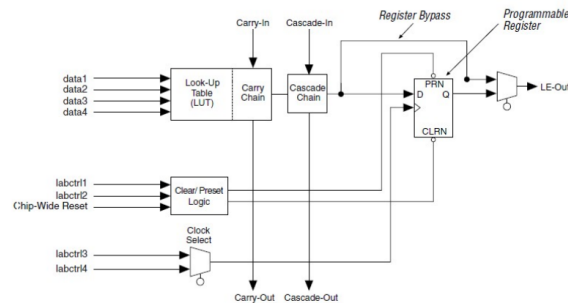 Carry-In
Cascade-In
Register Bypass
Programmable
Register
data1
data2
data3
data4
Look-Up
Table
(LUT)
Carry
Chain
Cascade
Chain
PRN
D
Q
CLRN
LE-Out
labctrl1
labctrl2
Chip-Wide Reset
Clear/ Preset
Logic
Clock
Select
labctrl3
labctrl4
Carry-Out
Cascade-Out